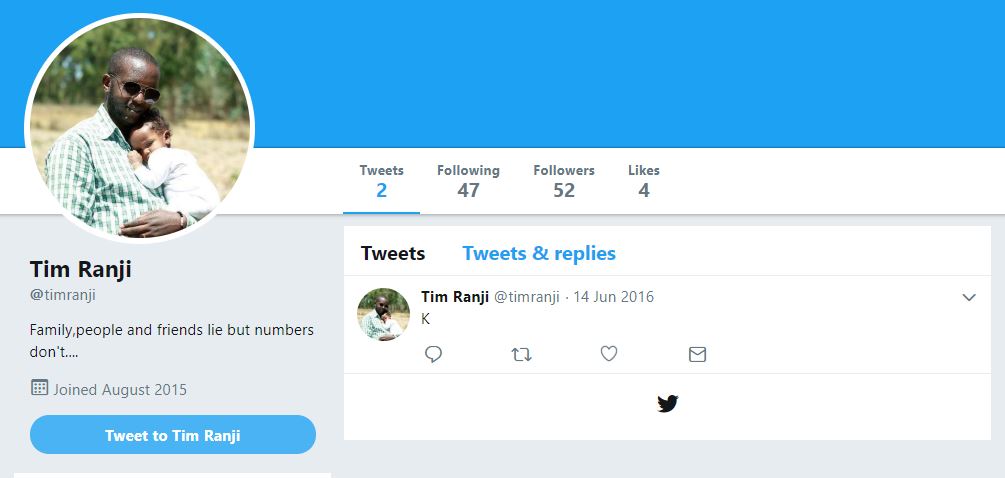 Tweets Following Followers Likes
2 47 52 4
Tim Ranji
@timranji
Family,people and friends lie but numbers
don't....
Joined August 2015
Tweet to Tim Ranji
Tweets Tweets & replies
Tim Ranji @timranji · 14 Jun 2016
K